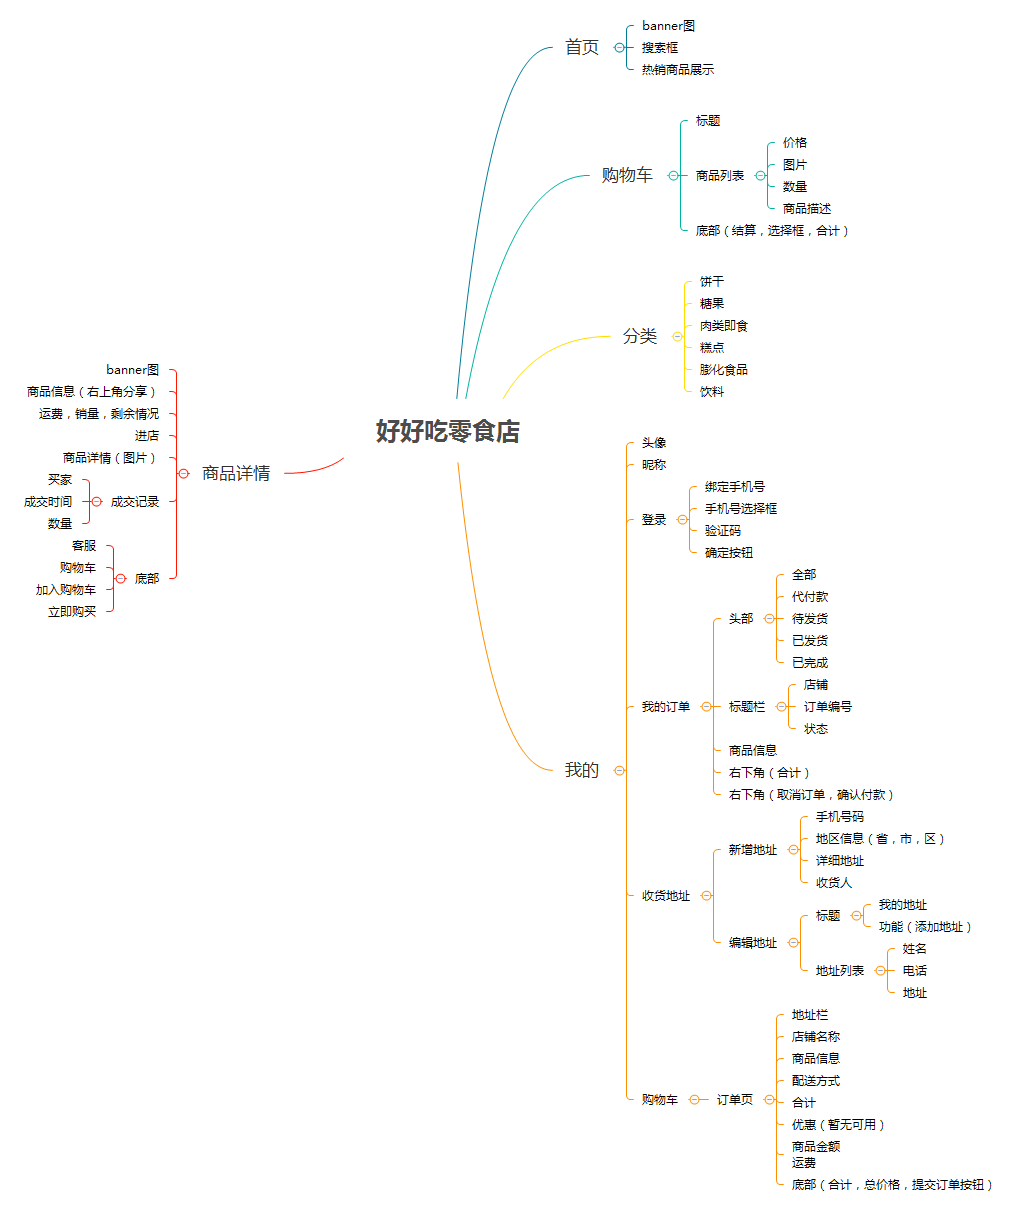 好好吃零食店
首页
banner图
搜索框
热销商品展示
购物车
标题
商品列表
价格
图片
数量
商品描述
底部（结算，选择框，合计）
分类
饼干
糖果
肉类即食
糕点
膨化食品
饮料
我的
头像
昵称
登录
绑定手机号
手机号选择框
验证码
确定按钮
我的订单
头部
全部
代付款
待发货
已发货
已完成
标题栏
店铺
订单编号
状态
商品信息
右下角（合计）
右下角（取消订单，确认付款）
收货地址
新增地址
手机号码
地区信息（省，市，区）
详细地址
收货人
编辑地址
标题
我的地址
功能（添加地址）
地址列表
姓名
电话
地址
购物车
订单页
地址栏
店铺名称
商品信息
配送方式
合计
优惠（暂无可用）
商品金额
运费
底部（合计，总价格，提交订单按钮）
商品详情
banner图
商品信息（右上角分享）
运费，销量，剩余情况
进店
商品详情（图片）
成交记录
买家
成交时间
数量
底部
客服
购物车
加入购物车
立即购买